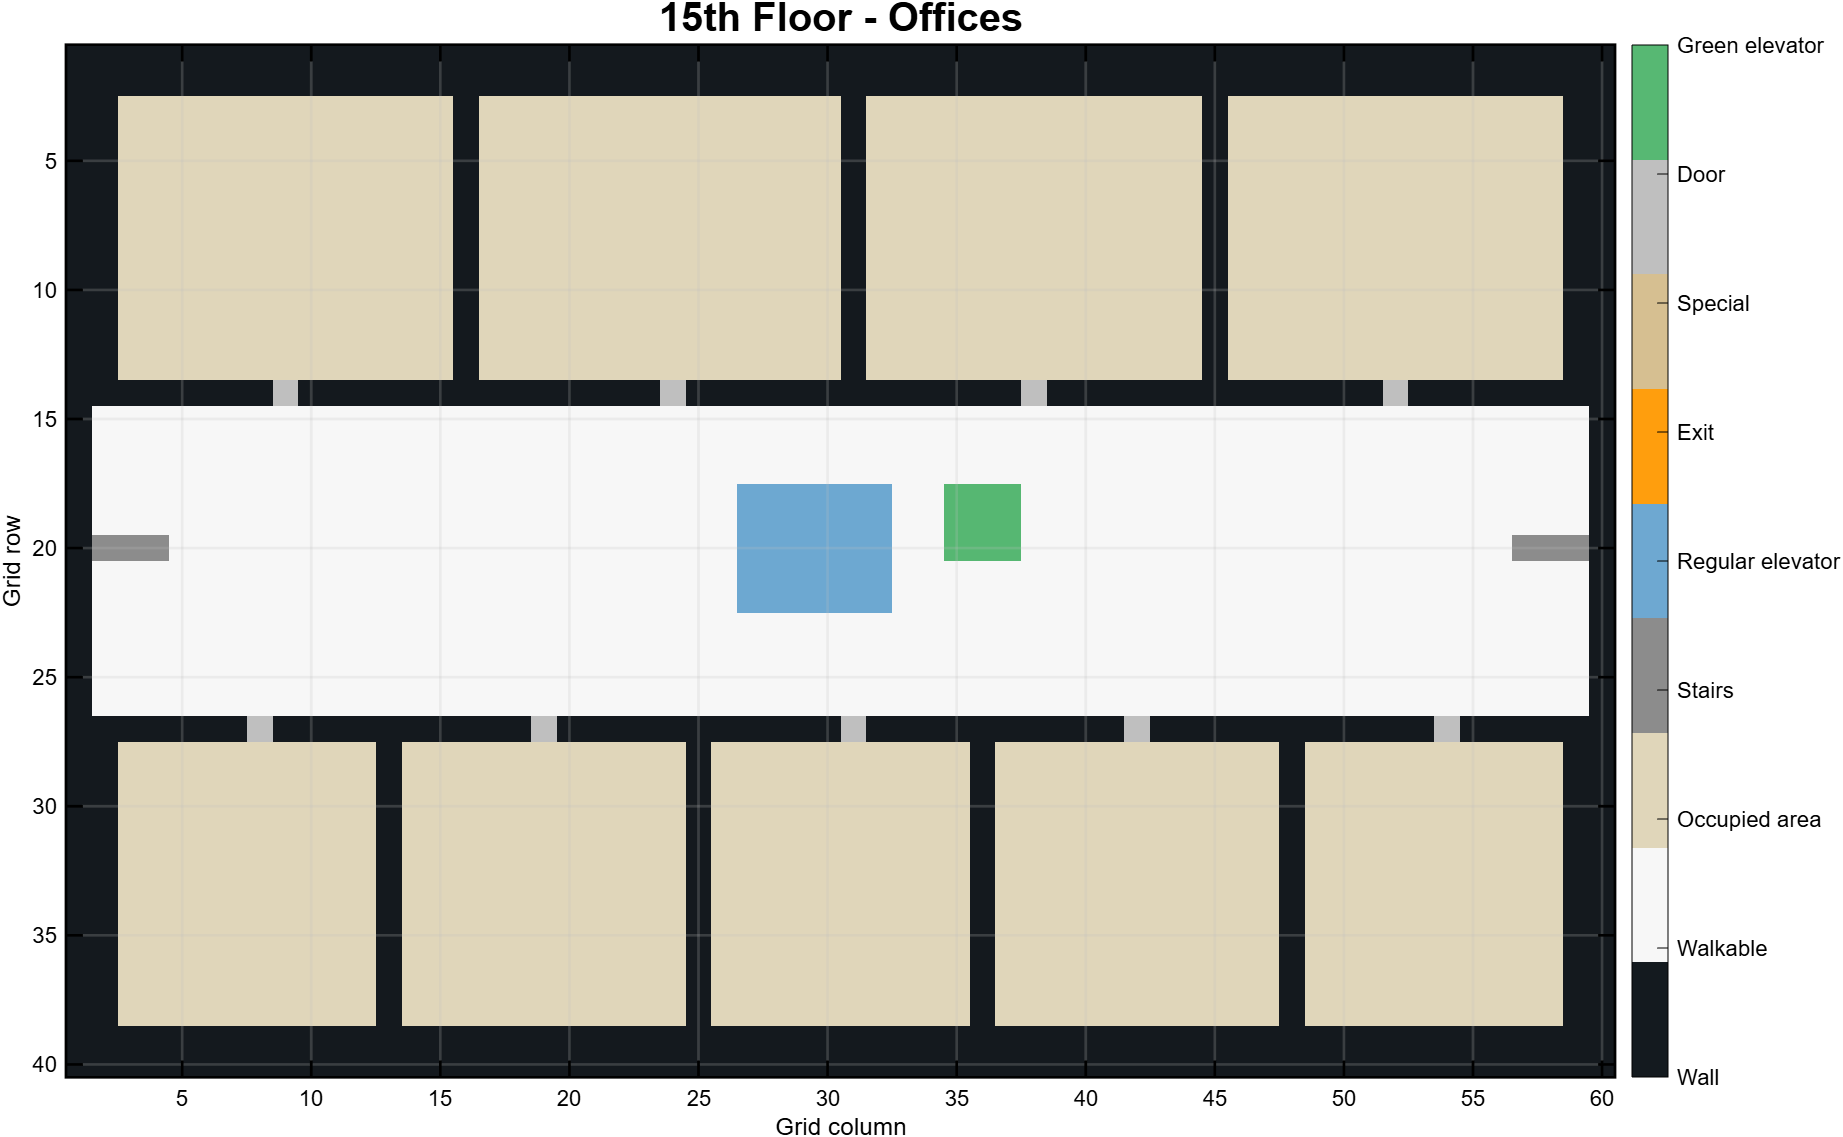 15th Floor - Offices
Green elevator
Door
Special
Exit
Regular elevator
Stairs
Occupied area
Walkable
Wall
Grid row
5
10
15
20
25
30
35
40
5 10 15 20 25 30 35 40 45 50 55 60
Grid column